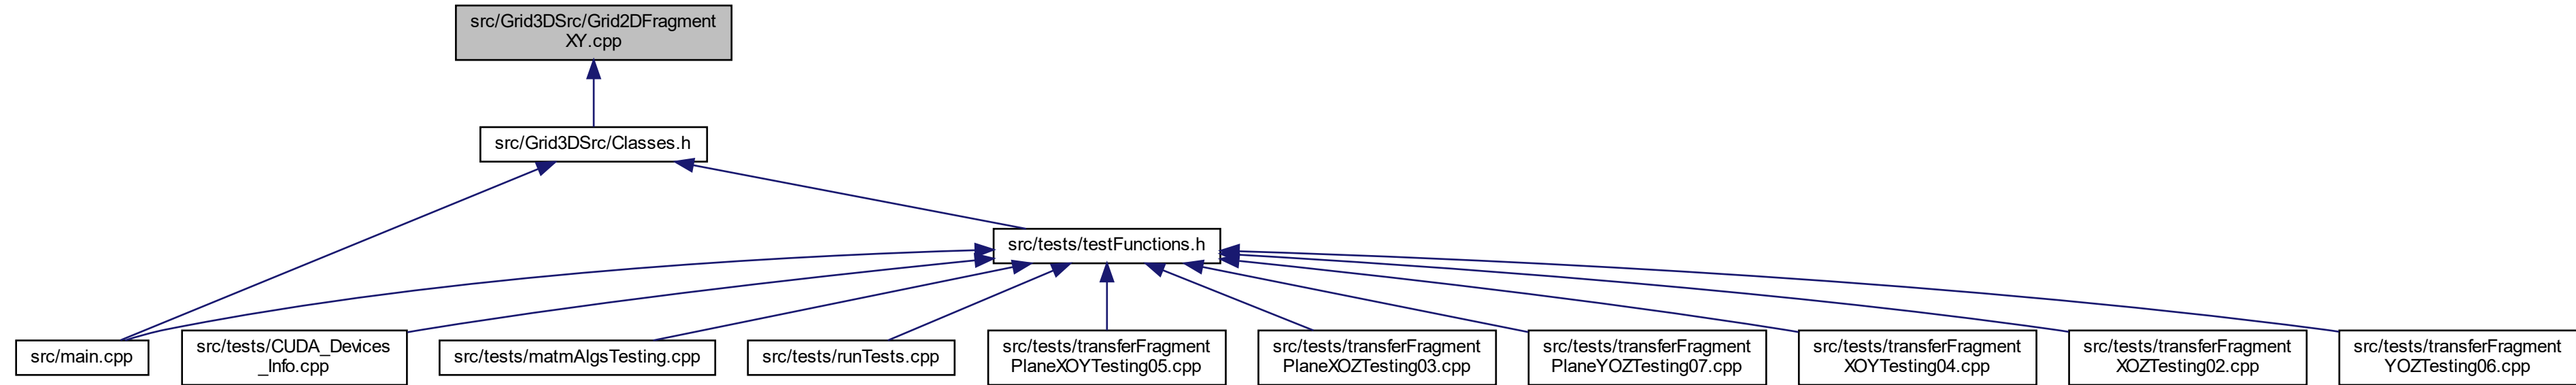 src/Grid3DSrc/Grid2DFragment
XY.cpp
src/Grid3DSrc/Classes.h
src/tests/testFunctions.h
src/main.cpp
src/tests/CUDA_Devices
_Info.cpp
src/tests/matmAlgsTesting.cpp
src/tests/runTests.cpp
src/tests/transferFragment
PlaneXOYTesting05.cpp
src/tests/transferFragment
PlaneXOZTesting03.cpp
src/tests/transferFragment
PlaneYOZTesting07.cpp
src/tests/transferFragment
XOYTesting04.cpp
src/tests/transferFragment
XOZTesting02.cpp
src/tests/transferFragment
YOZTesting06.cpp